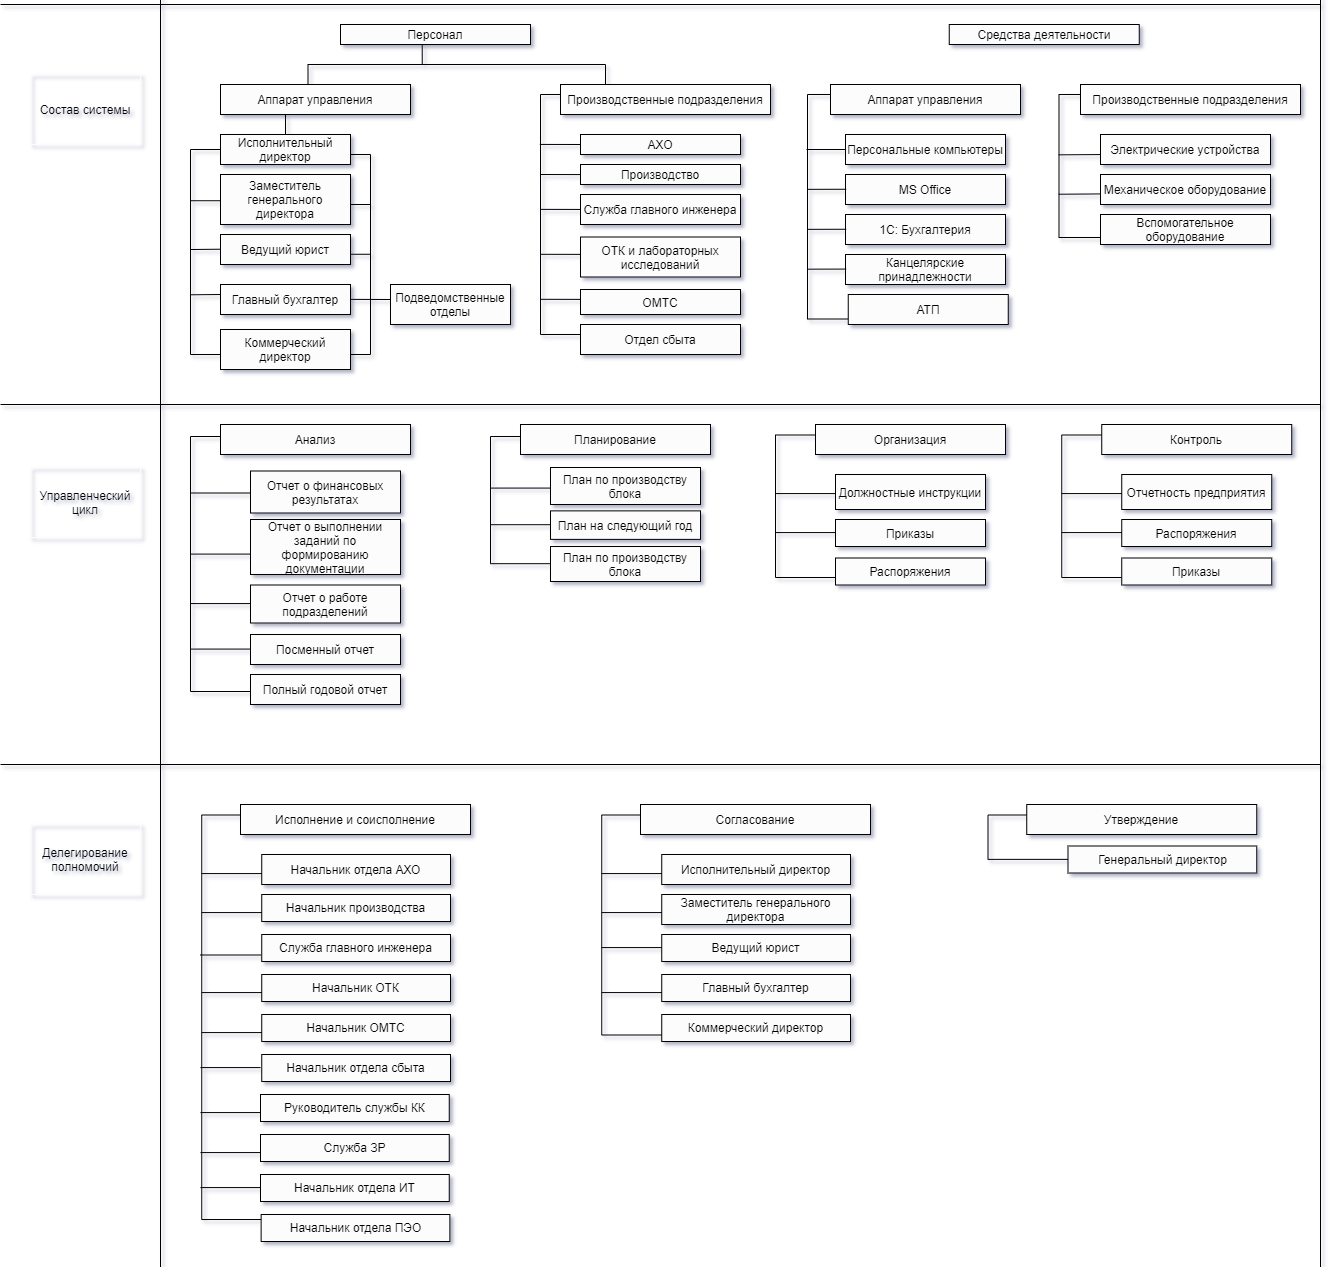 Состав системы
Персонал
Аппарат управления
Исполнительный
директор
Заместитель
генерального
директора
Ведущий юрист
Главный бухгалтер
Коммерческий
директор
Подведомственные
отделы
Производственные подразделения
АХО
Производство
Служба главного инженера
ОТК и лабораторных
исследований
ОМТС
Отдел сбыта
Средства деятельности
Аппарат управления
Персональные компьютеры
MS Office
1С: Бухгалтерия
Канцелярские
принадлежности
АТП
Производственные подразделения
Электрические устройства
Механическое оборудование
Вспомогательное
оборудование
Управленческий
цикл
Анализ
Отчет о финансовых
результатах
Отчет о выполнении
заданий по
формированию
документации
Отчет о работе
подразделений
Посменный отчет
Полный годовой отчет
Планирование
План по производству
блока
План на следующий год
План по производству
блока
Организация
Должностные инструкции
Приказы
Распоряжения
Контроль
Отчетность предприятия
Распоряжения
Приказы
Делегирование
полномочий
Исполнение и соисполнение
Начальник отдела АХО
Начальник производства
Служба главного инженера
Начальник ОТК
Начальник ОМТС
Начальник отдела сбыта
Руководитель службы КК
Служба ЗР
Начальник отдела ИТ
Начальник отдела ПЭО
Согласование
Исполнительный директор
Заместитель генерального
директора
Ведущий юрист
Главный бухгалтер
Коммерческий директор
Утверждение
Генеральный директор